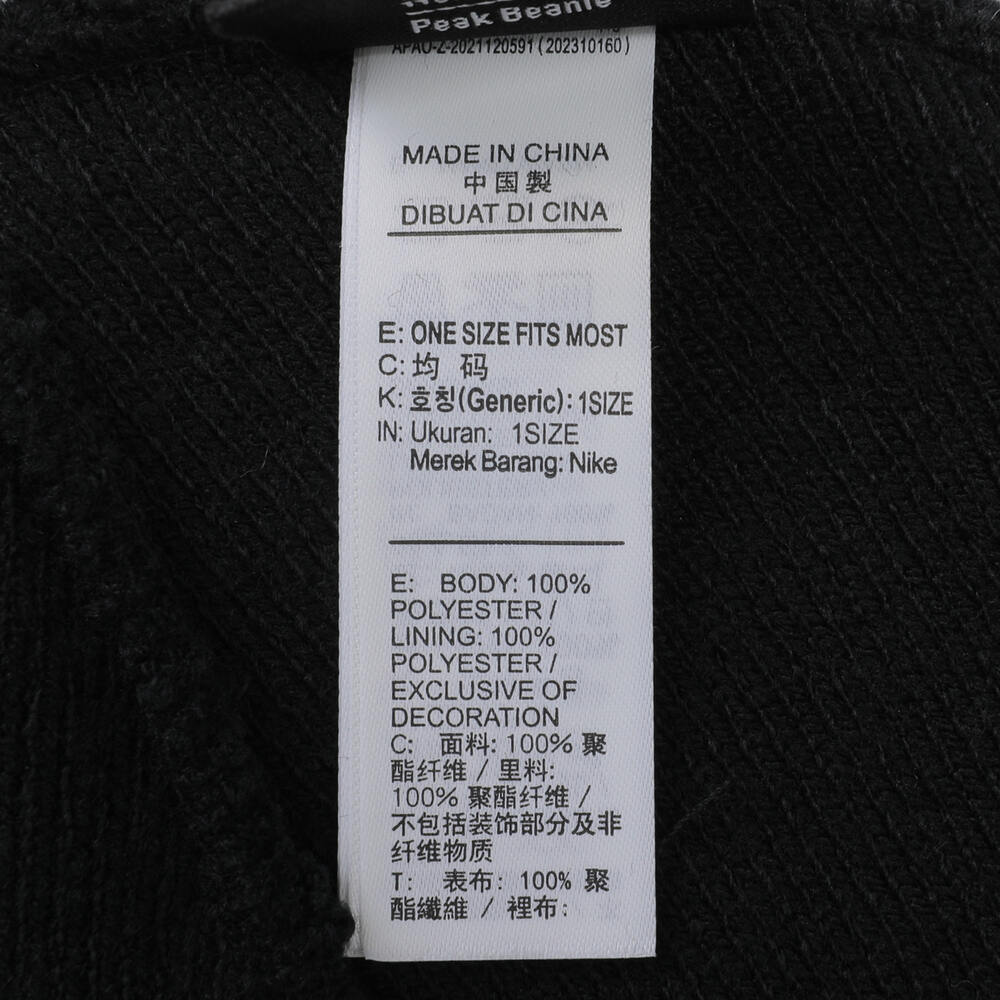 Peak Beanie
APAO-Z-2021120591 (202310160)
MADE IN CHINA
中国製
DIBUAT DI CINA
E: ONE SIZE FITS MOST
C: 均 码
K: 호칭(Generic): 1SIZE
IN: Ukuran: 1SIZE
Merek Barang: Nike
E: BODY: 100%
POLYESTER /
LINING: 100%
POLYESTER /
EXCLUSIVE OF
DECORATION
C: 面料: 100% 聚
酯纤维 / 里料:
100% 聚酯纤维 /
不包括装饰部分及非
纤维物质
T: 表布: 100% 聚
酯纖維 / 裡布: